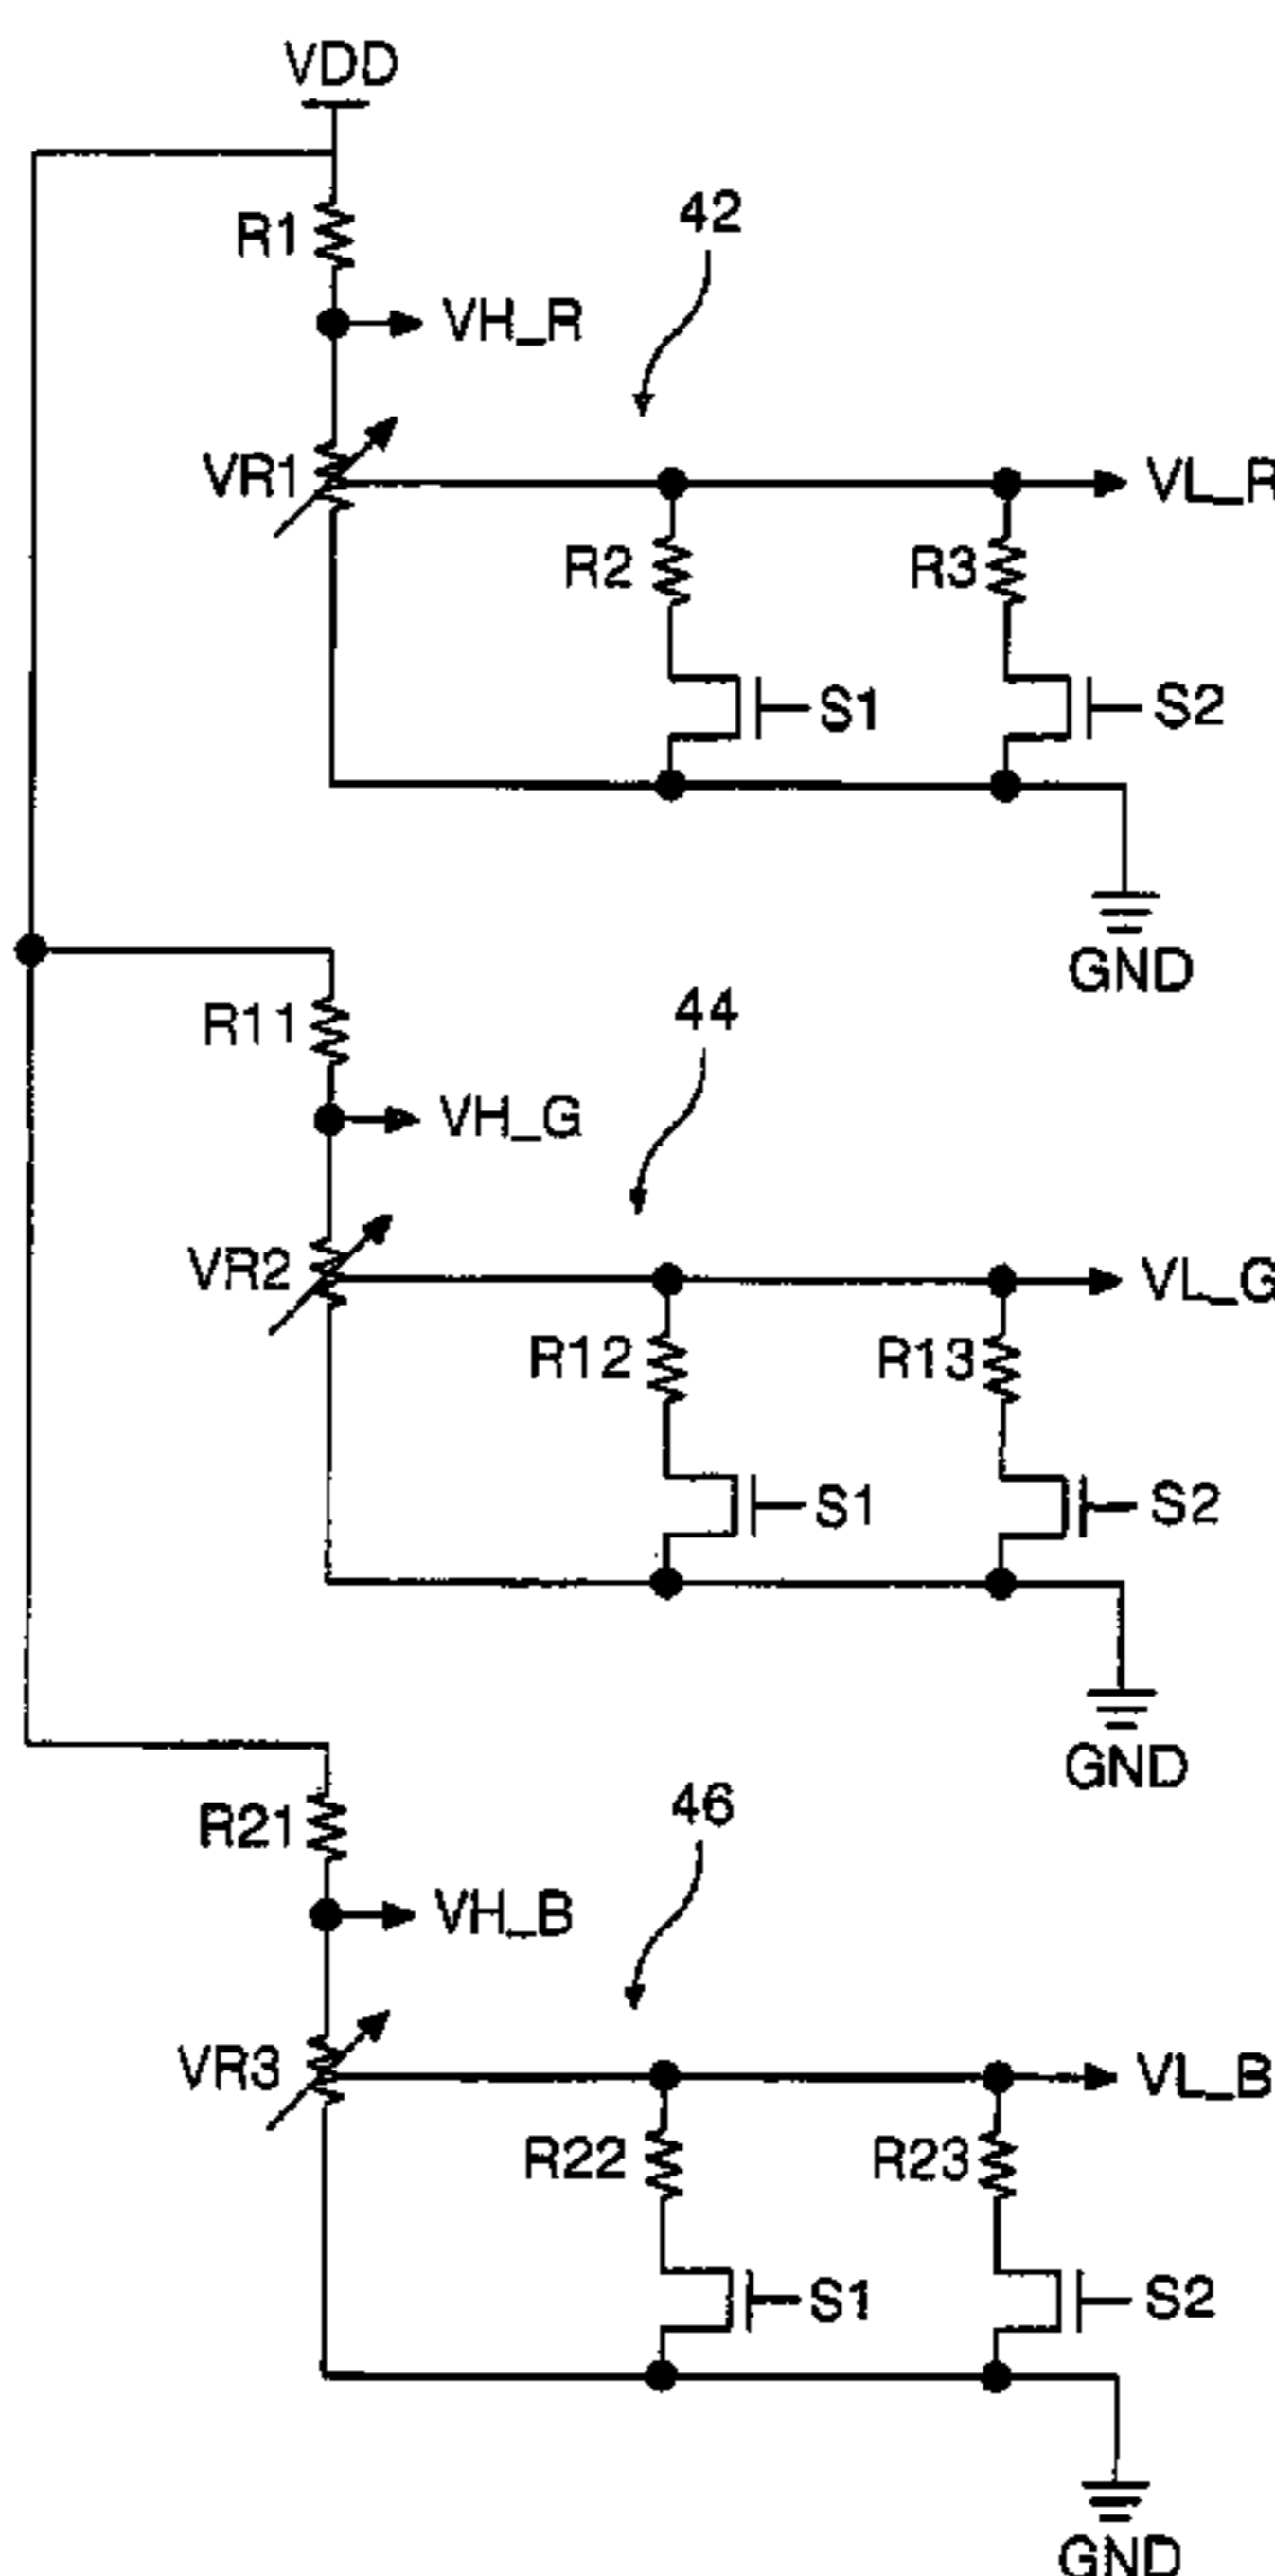 VDD
R1
42
VH_R
VR1
VL_R
R2
R3
S1
S2
GND
R11
44
VH_G
VR2
VL_G
R12
R13
S1
S2
GND
R21
46
VH_B
VR3
VL_B
R22
R23
S1
S2
GND